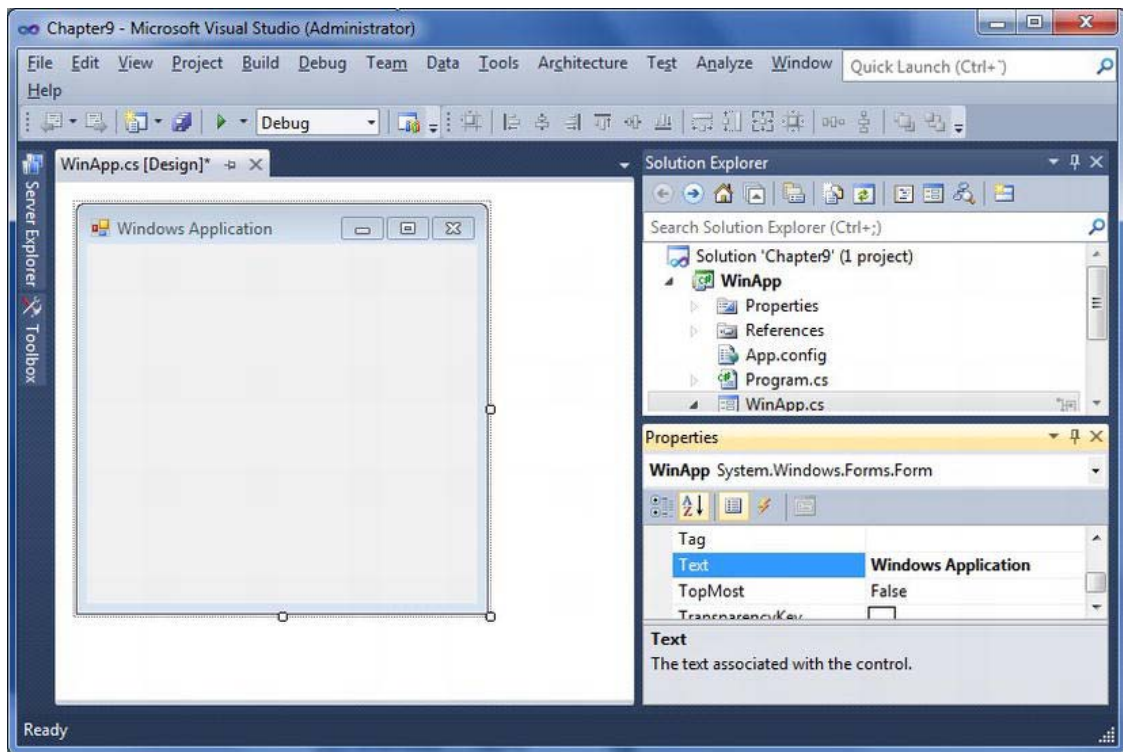 Chapter9 - Microsoft Visual Studio (Administrator)
File Edit View Project Build Debug Team Data Tools Architecture Test Analyze Window Quick Launch (Ctrl+`)
Help
Debug
WinApp.cs [Design]*
Server Explorer
Toolbox
Windows Application
Solution Explorer
Search Solution Explorer (Ctrl+;)
Solution 'Chapter9' (1 project)
WinApp
Properties
References
App.config
Program.cs
WinApp.cs
Properties
WinApp System.Windows.Forms.Form
Tag
Text Windows Application
TopMost False
TransparencyKey
Text
The text associated with the control.
Ready